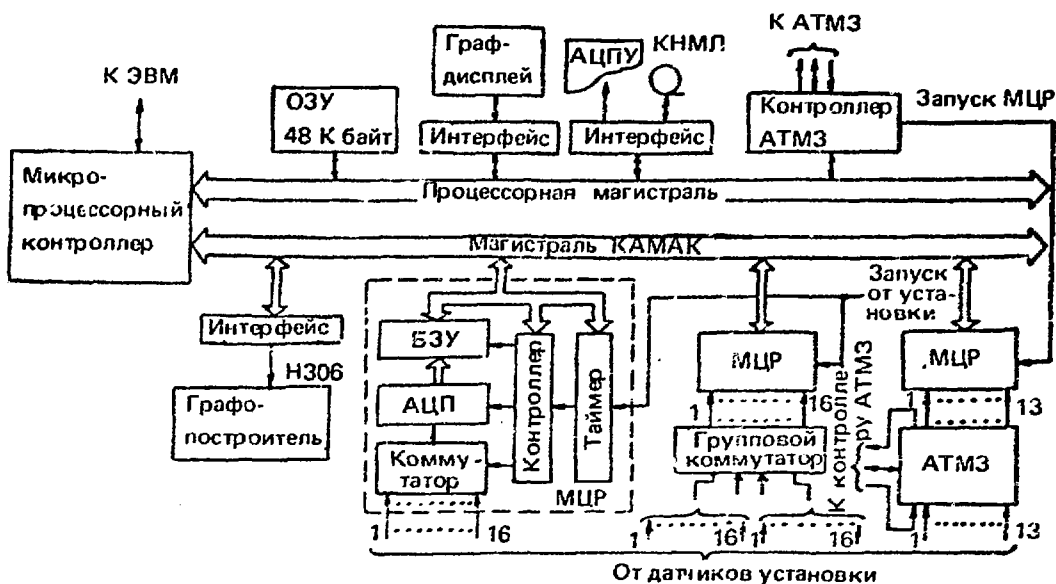 К ЭВМ
ОЗУ
48 К байт
Граф-
дисплей
АЦПУ
КНМЛ
К АТМЗ
Интерфейс
Интерфейс
Контроллер
АТМЗ
Запуск МЦР
Микро-
процессорный
контроллер
Процессорная магистраль
Магистраль КАМАК
Запуск
от уста-
новки
Интерфейс
Н306
Графо-
построитель
БЗУ
АЦП
Комму-
татор
Контроллер
Таймер
МЦР
1
16
МЦР
1
16
Групповой
коммутатор
1
16
1
16
К контролле-
ру АТМЗ
МЦР
1
13
АТМЗ
1
13
От датчиков установки